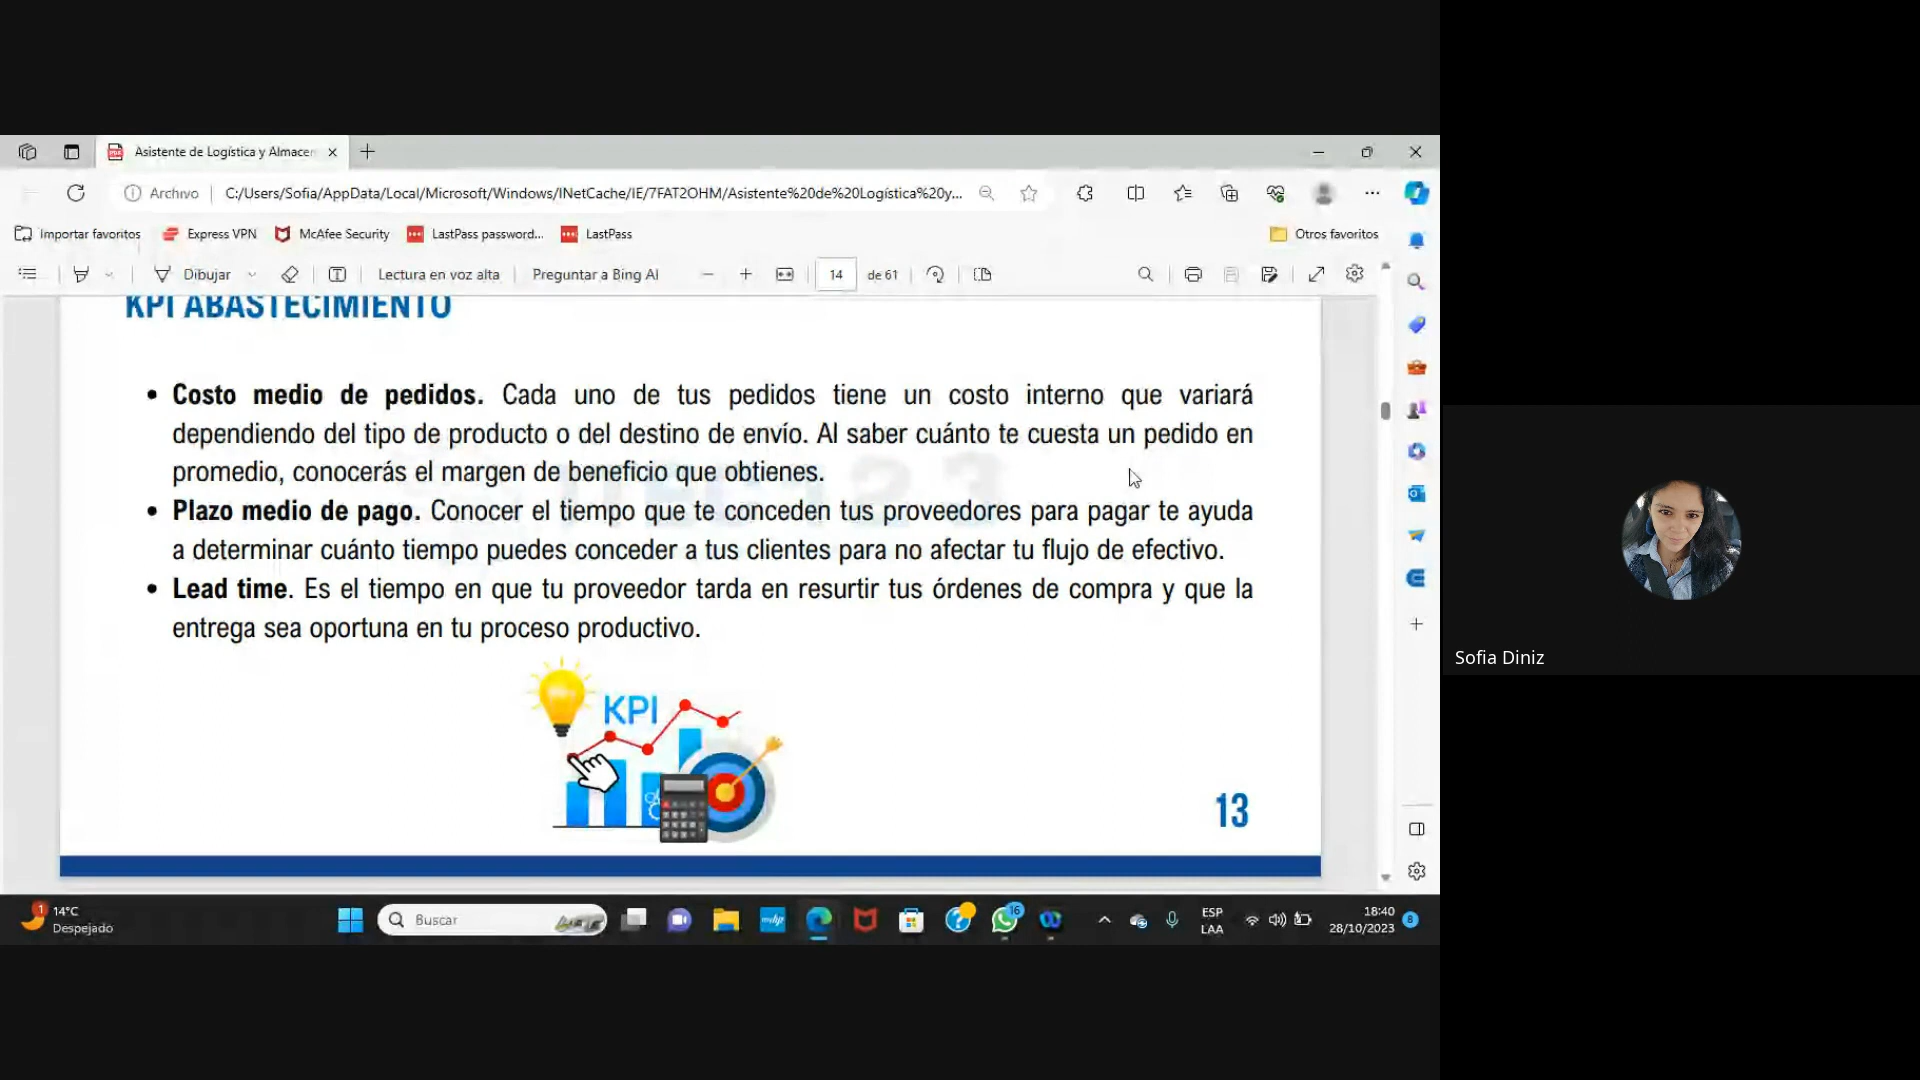 Asistente de Logística y Almacen
Archivo
C:/Users/Sofia/AppData/Local/Microsoft/Windows/INetCache/IE/7FAT2OHM/Asistente%20de%20Logística%20y...
Importar favoritos
Express VPN
McAfee Security
LastPass password...
LastPass
Otros favoritos
Dibujar
Lectura en voz alta
Preguntar a Bing AI
14
de 61
KPI ABASTECIMIENTO
• Costo medio de pedidos. Cada uno de tus pedidos tiene un costo interno que variará
dependiendo del tipo de producto o del destino de envío. Al saber cuánto te cuesta un pedido en
promedio, conocerás el margen de beneficio que obtienes.
• Plazo medio de pago. Conocer el tiempo que te conceden tus proveedores para pagar te ayuda
a determinar cuánto tiempo puedes conceder a tus clientes para no afectar tu flujo de efectivo.
• Lead time. Es el tiempo en que tu proveedor tarda en resurtir tus órdenes de compra y que la
entrega sea oportuna en tu proceso productivo.
KPI
13
Sofia Diniz
1
14°C
Despejado
Buscar
myhp
16
ESP
LAA
18:40
28/10/2023
8